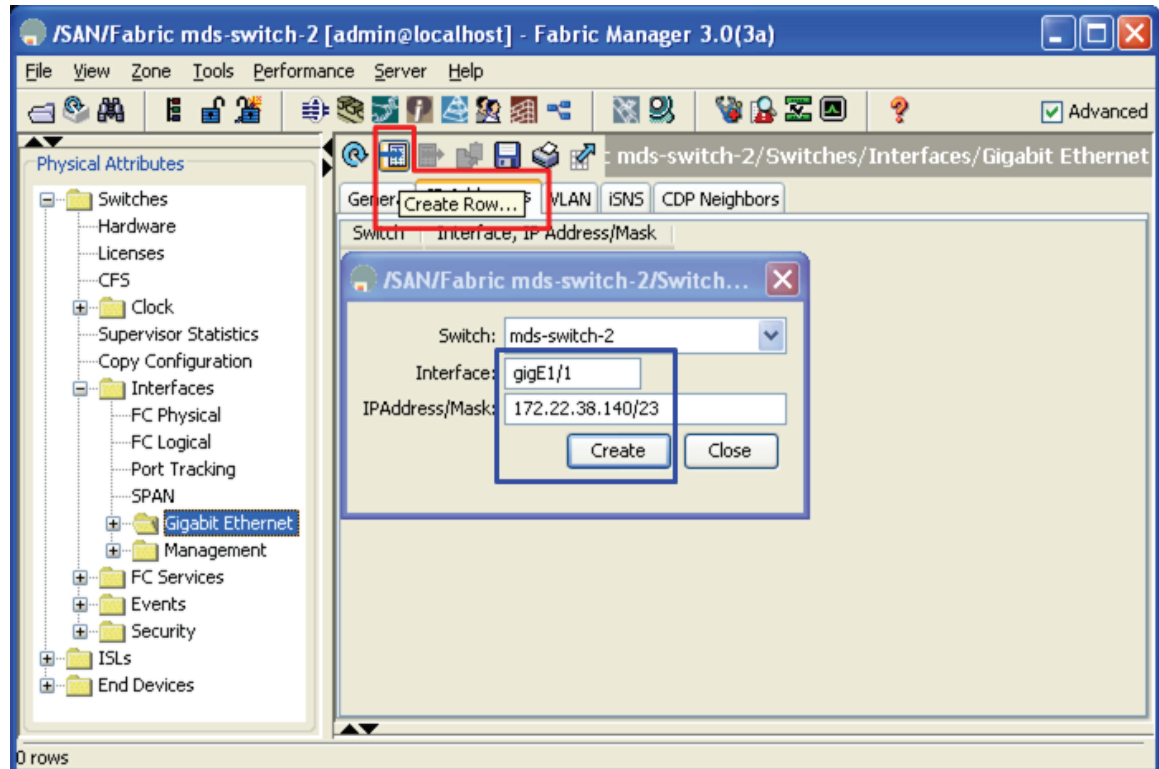 /SAN/Fabric mds-switch-2 [admin@localhost] - Fabric Manager 3.0(3a)
File View Zone Tools Performance Server Help
Advanced
Physical Attributes
Switches
Hardware
Licenses
CFS
Clock
Supervisor Statistics
Copy Configuration
Interfaces
FC Physical
FC Logical
Port Tracking
SPAN
Gigabit Ethernet
Management
FC Services
Events
Security
ISLs
End Devices
: mds-switch-2/Switches/Interfaces/Gigabit Ethernet
VLAN iSNS CDP Neighbors
Create Row...
Switch Interface, IP Address/Mask
/SAN/Fabric mds-switch-2/Switch...
Switch: mds-switch-2
Interface: gigE1/1
IPAddress/Mask: 172.22.38.140/23
Create Close
0 rows